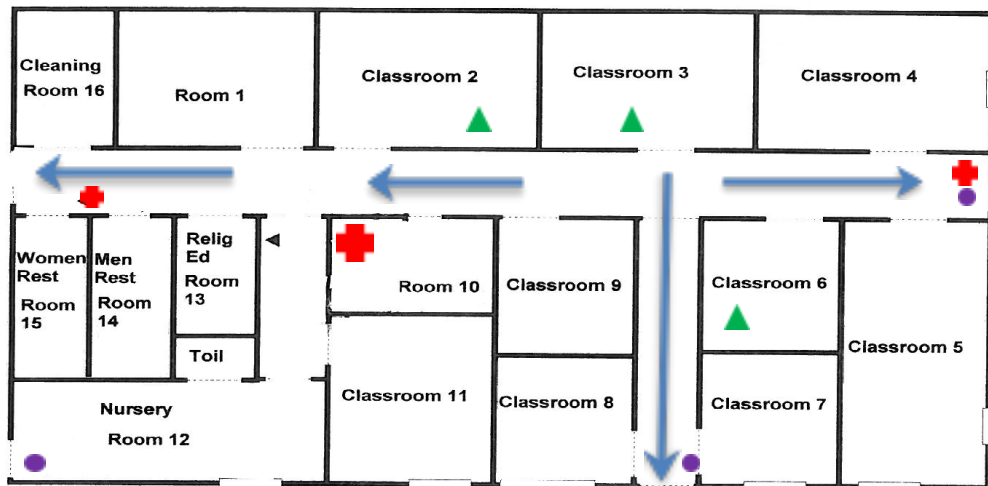 Cleaning
Room 16
Room 1
Classroom 2
Classroom 3
Classroom 4
Women
Rest
Room
15
Men
Rest
Room
14
Relig
Ed
Room
13
Toil
Room 10
Classroom 9
Classroom 6
Classroom 5
Classroom 11
Classroom 8
Classroom 7
Nursery
Room 12